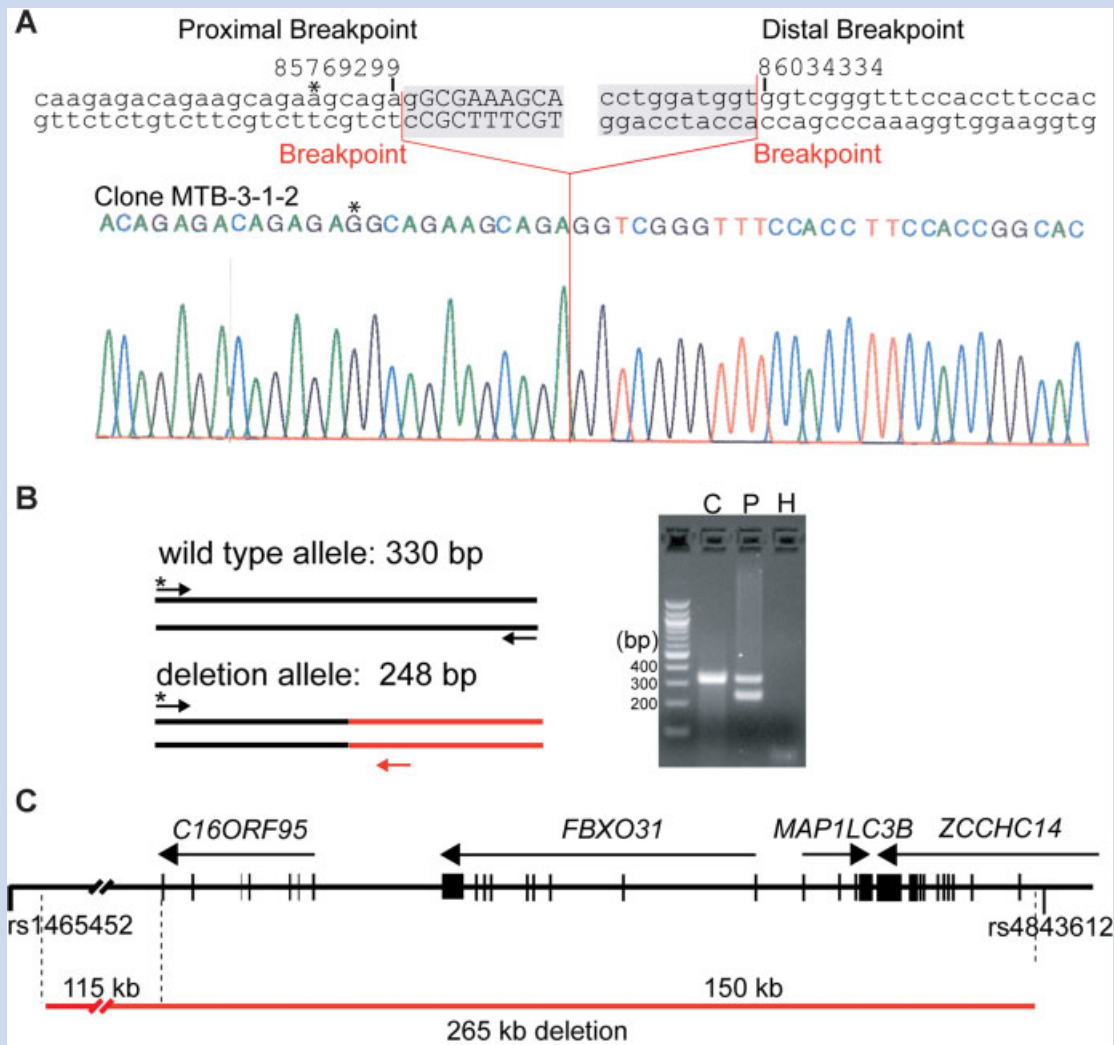 A
Proximal Breakpoint
Distal Breakpoint
85769299
86034334
*
caagagacagaagcagaagcagagGCGAAAGCA
cctggatggtggtcgggtttccaccttccac
gttctctgtcttcgtcttcgtctcCGCTTTCGT
ggacctaccaccagcccaaaggtggaaggtg
Breakpoint
Breakpoint
Clone MTB-3-1-2
*
ACAGAGACAGAGAGGCAGAAGCAGAGGTCGGGTTTCCACCTTCCACCGGCAC
B
C P H
wild type allele: 330 bp
*
(bp)
400
300
200
deletion allele: 248 bp
*
C
C16ORF95
FBXO31
MAP1LC3B
ZCCHC14
rs1465452
rs4843612
115 kb
150 kb
265 kb deletion